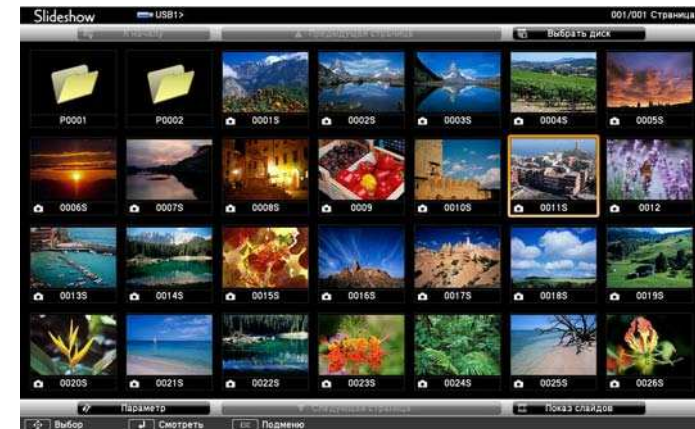 Slideshow USB1> 001/001 Страница
К началу Предыдущая страница Выбрать диск
P0001 P0002 0001S 0002S 0003S 0004S 0005S
0006S 0007S 0008S 0009 0010S 0011S 0012
0013S 0014S 0015S 0016S 0017S 0018S 0019S
0020S 0021S 0022S 0023S 0024S 0025S 0026S
Параметр Следующая страница Показ слайдов
Выбор Смотреть ESC Подменю